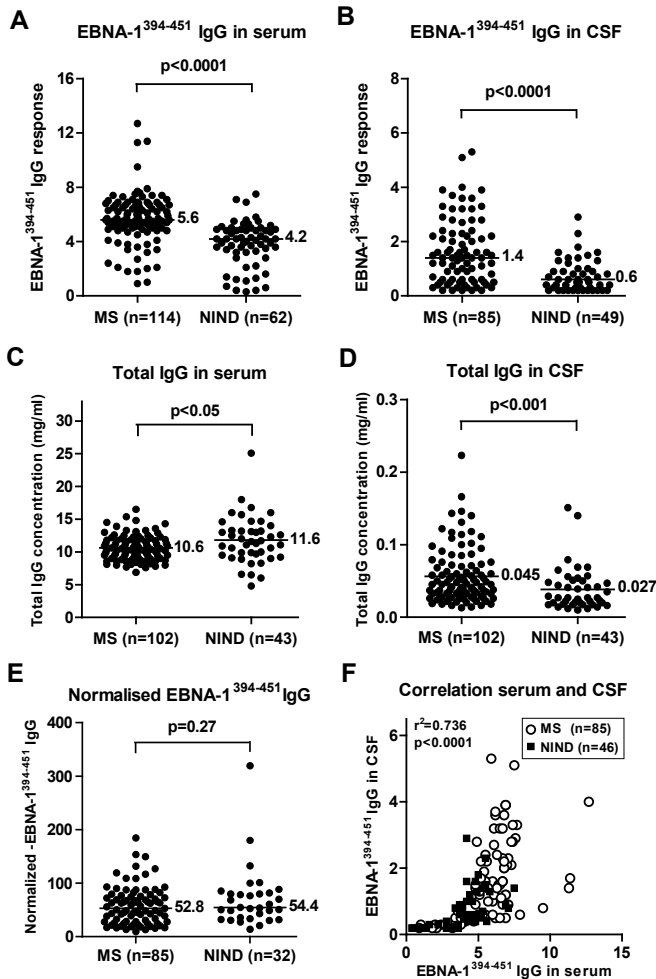 A
EBNA-1394-451 IgG in serum
p<0.0001
EBNA-1394-451 IgG response
16
12
8
4
0
5.6
4.2
MS (n=114)
NIND (n=62)
B
EBNA-1394-451 IgG in CSF
p<0.0001
EBNA-1394-451 IgG response
8
6
4
2
0
1.4
0.6
MS (n=85)
NIND (n=49)
C
Total IgG in serum
p<0.05
Total IgG concentration (mg/ml)
30
25
20
15
10
5
0
10.6
11.6
MS (n=102)
NIND (n=43)
D
Total IgG in CSF
p<0.001
Total IgG concentration (mg/ml)
0.3
0.2
0.1
0.0
0.045
0.027
MS (n=102)
NIND (n=43)
E
Normalised EBNA-1394-451 IgG
p=0.27
Normalized -EBNA-1394-451 IgG
400
300
200
100
0
52.8
54.4
MS (n=85)
NIND (n=32)
F
Correlation serum and CSF
r2=0.736
p<0.0001
MS (n=85)
NIND (n=46)
EBNA-1394-451 IgG in CSF
6
4
2
0
0
5
10
15
EBNA-1394-451 IgG in serum